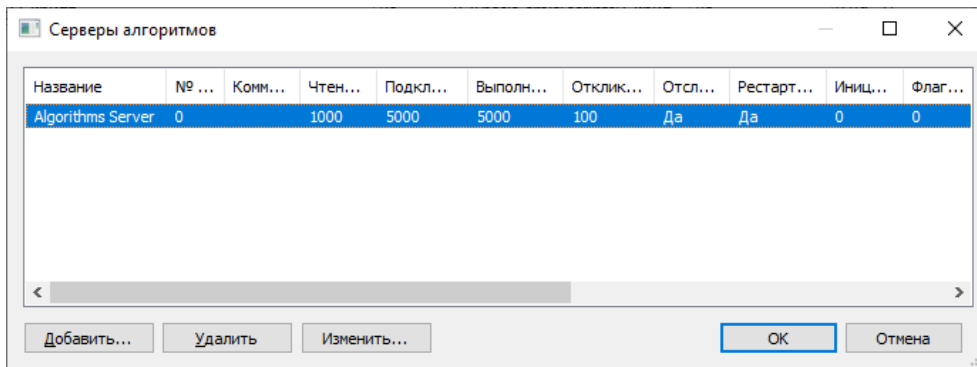 Серверы алгоритмов
Название № ... Комм... Чтен... Подкл... Выполн... Отклик... Отсл... Рестарт... Иниц... Флаг...
Algorithms Server 0 1000 5000 5000 100 Да Да 0 0
Добавить... Удалить Изменить... ОК Отмена